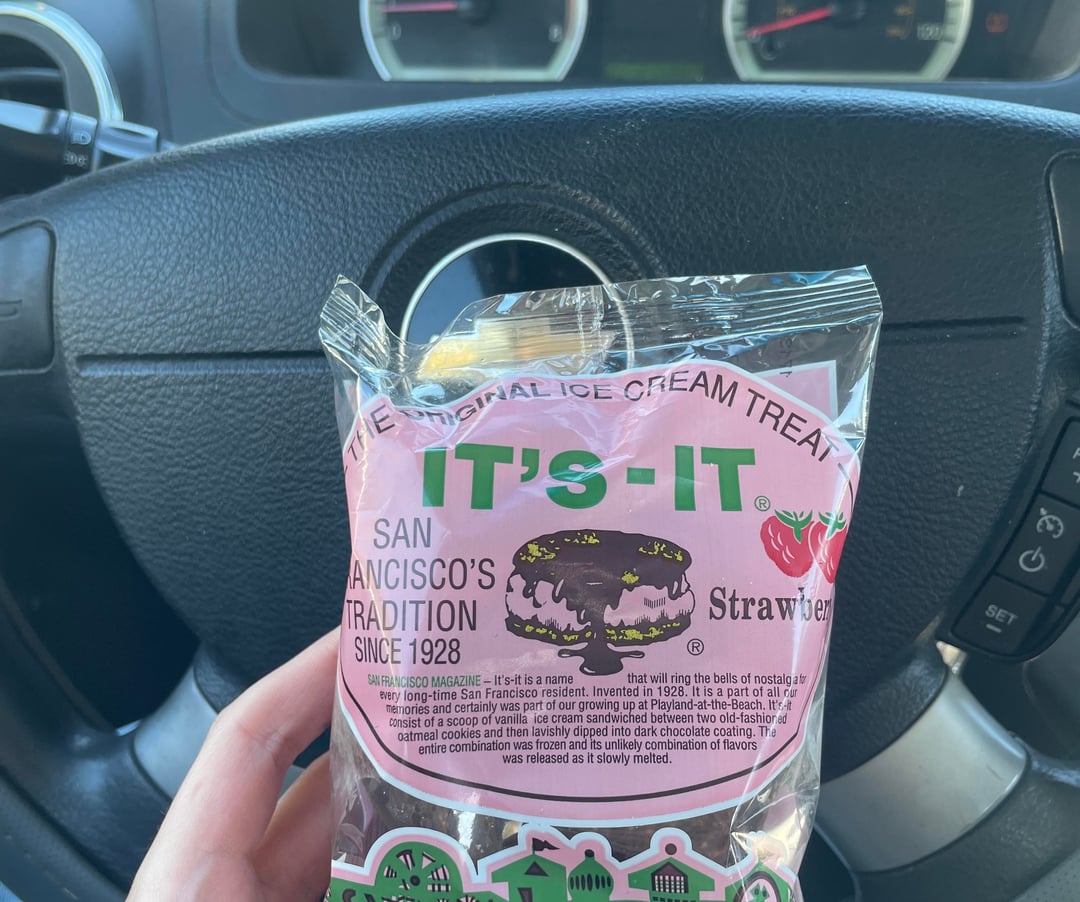 0
8
120
THE ORIGINAL ICE CREAM TREAT
IT's-IT®
SAN
ANCISCO'S
TRADITION
SINCE 1928
Strawber
®
SAN FRANCISCO MAGAZINE – It's-it is a name that will ring the bells of nostalga for
every long-time San Francisco resident. Invented in 1928. It is a part of all our
memories and certainly was part of our growing up at Playland-at-the-Beach. It's-it
consist of a scoop of vanilla ice cream sandwiched between two old-fashioned
oatmeal cookies and then lavishly dipped into dark chocolate coating. The
entire combination was frozen and its unlikely combination of flavors
was released as it slowly melted.
SET